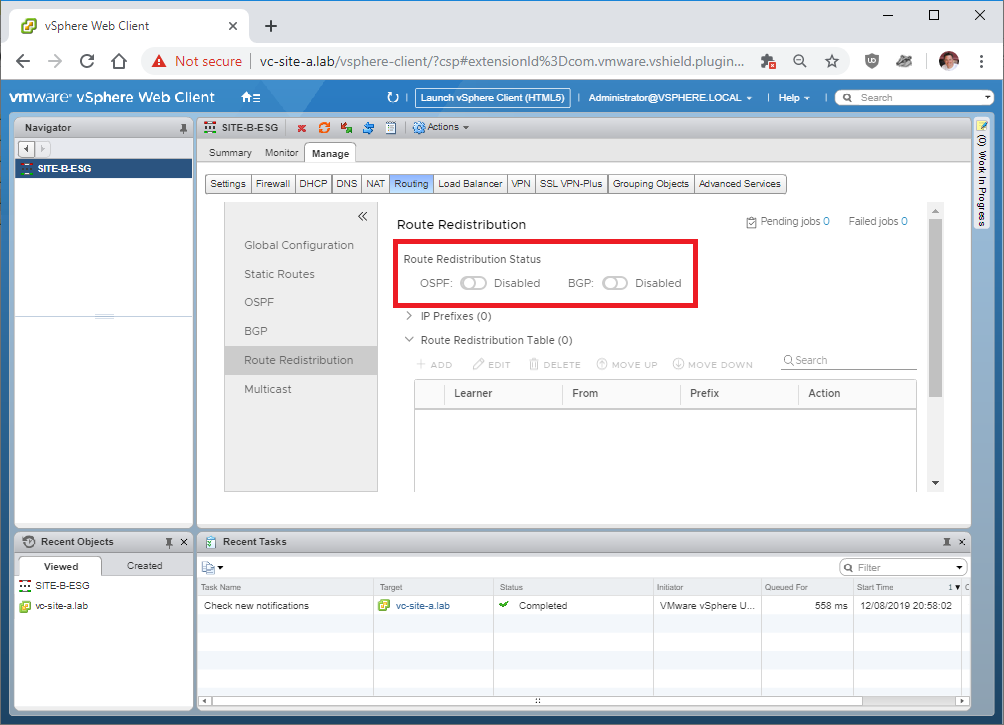 vSphere Web Client
Not secure
vc-site-a.lab/vsphere-client/?csp#extensionId%3Dcom.vmware.vshield.plugin...
vmware® vSphere Web Client
Launch vSphere Client (HTML5)
Administrator@VSPHERE.LOCAL
Help
Search
Navigator
SITE-B-ESG
SITE-B-ESG
Actions
Summary Monitor Manage
Settings Firewall DHCP DNS NAT Routing Load Balancer VPN SSL VPN-Plus Grouping Objects Advanced Services
Global Configuration
Static Routes
OSPF
BGP
Route Redistribution
Multicast
Route Redistribution
Pending jobs 0 Failed jobs 0
Route Redistribution Status
OSPF: Disabled BGP: Disabled
IP Prefixes (0)
Route Redistribution Table (0)
ADD EDIT DELETE MOVE UP MOVE DOWN Search
Learner From Prefix Action
(0) Work In Progress
Recent Objects
Viewed Created
SITE-B-ESG
vc-site-a.lab
Recent Tasks
Filter
Task Name Target Status Initiator Queued For Start Time 1 C
Check new notifications vc-site-a.lab Completed VMware vSphere U... 558 ms 12/08/2019 20:58:02